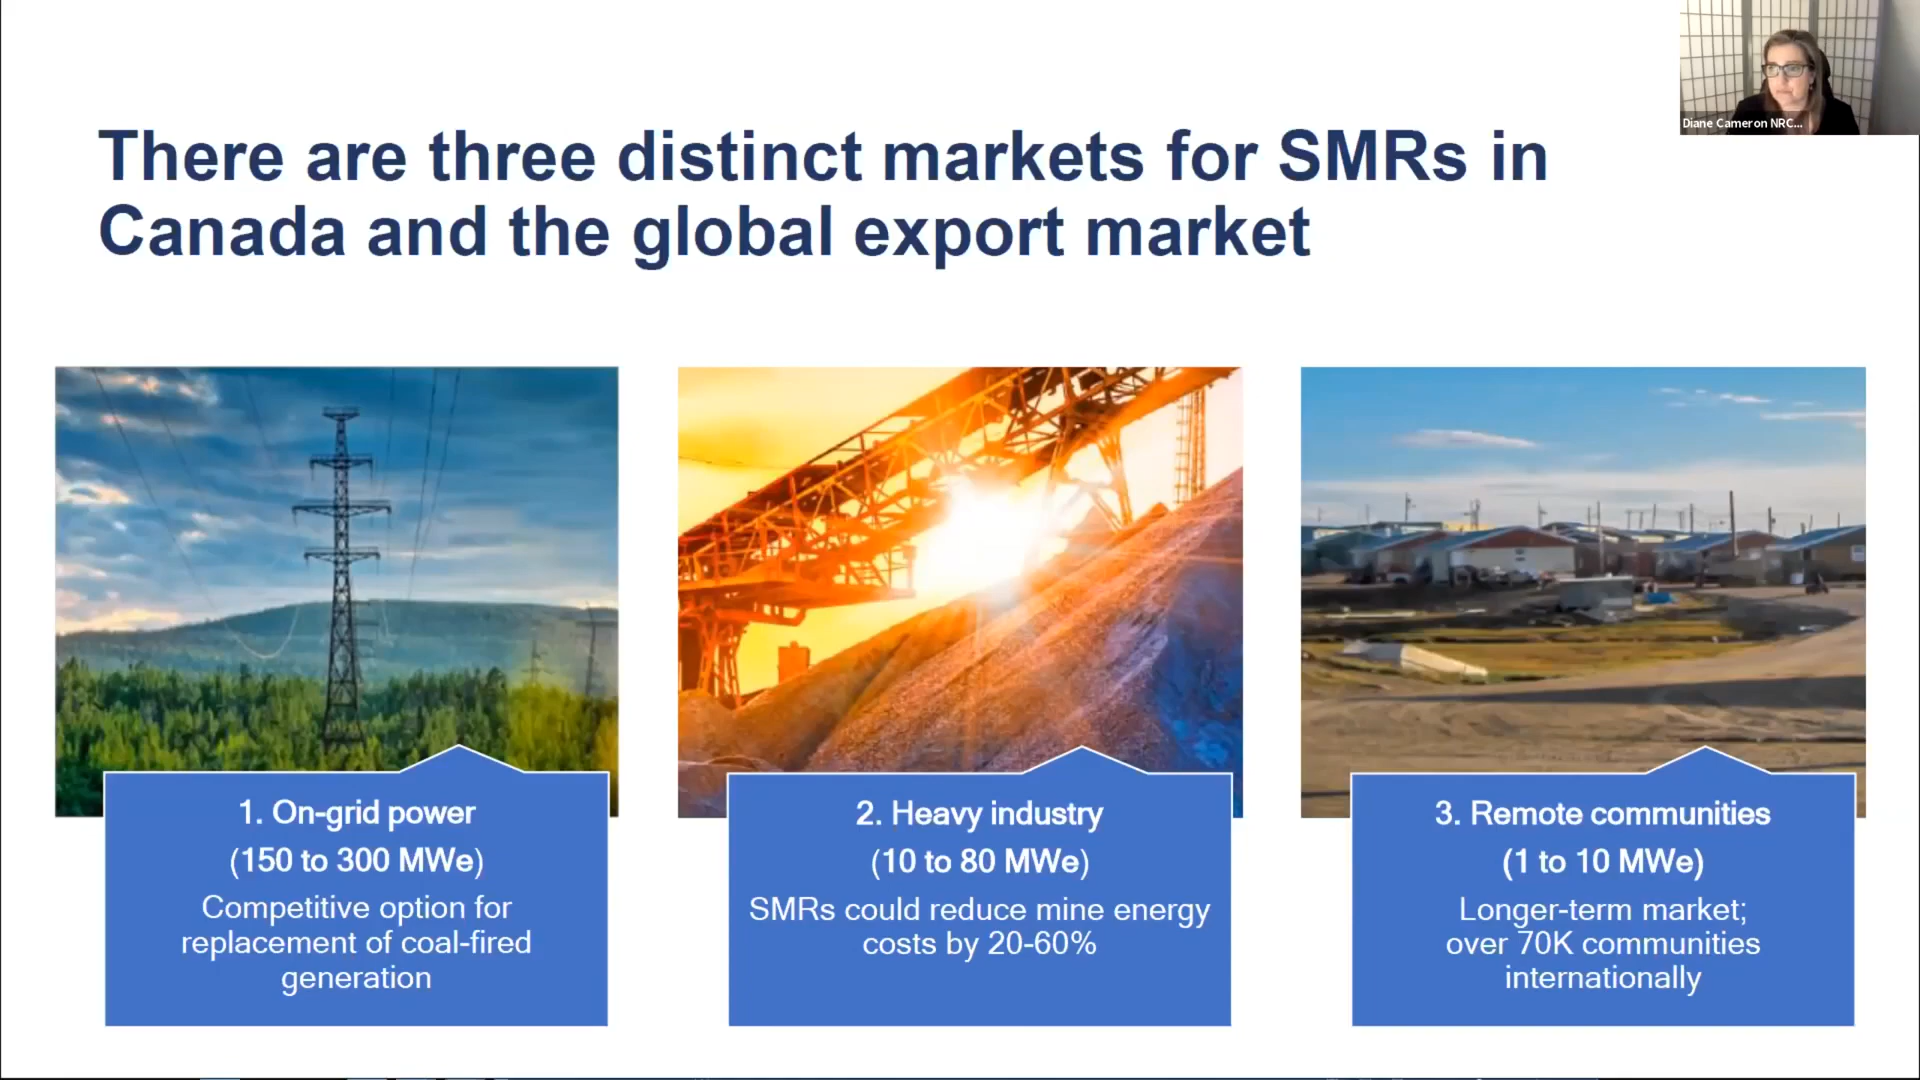 Diane Cameron NRC...
There are three distinct markets for SMRs in
Canada and the global export market
1. On-grid power
(150 to 300 MWe)
Competitive option for
replacement of coal-fired
generation
2. Heavy industry
(10 to 80 MWe)
SMRs could reduce mine energy
costs by 20-60%
3. Remote communities
(1 to 10 MWe)
Longer-term market;
over 70K communities
internationally